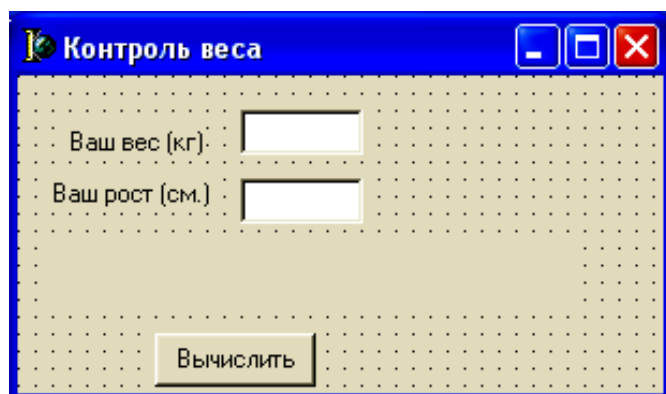 Контроль веса
Ваш вес (кг)
Ваш рост (см.)
Вычислить